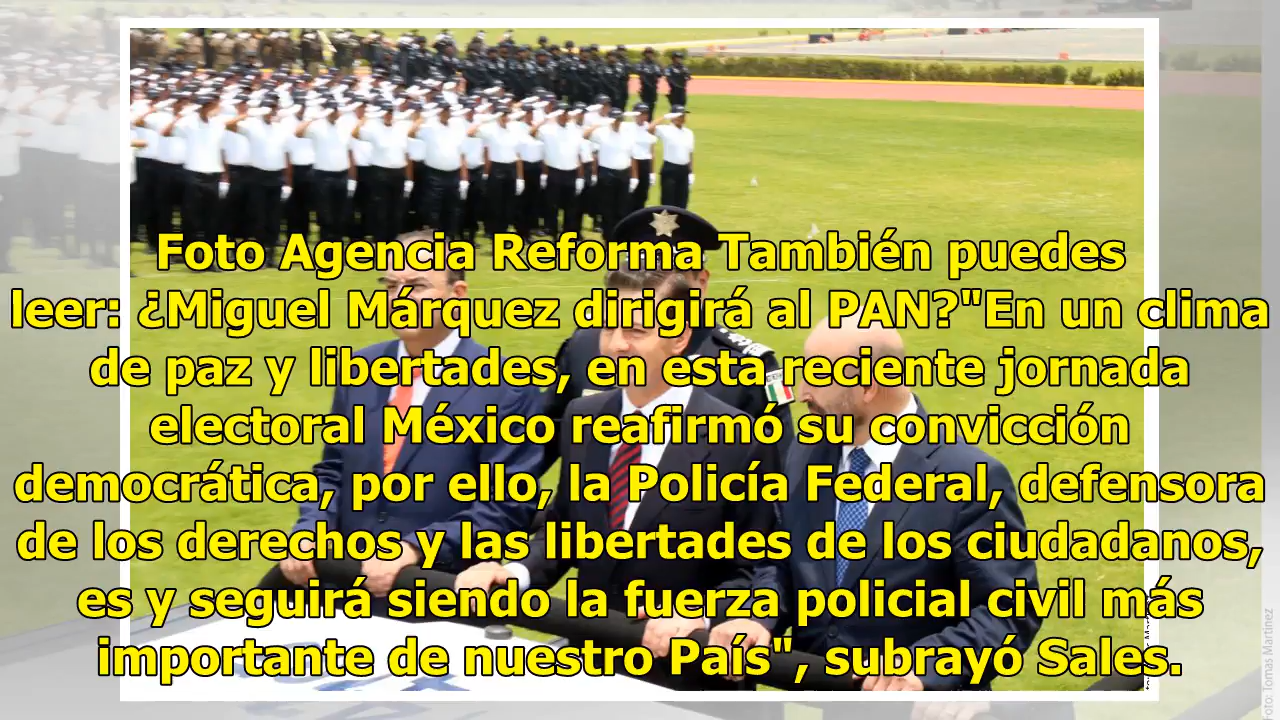 Foto Agencia Reforma También puedes
leer: ¿Miguel Márquez dirigirá al PAN?"En un clima
de paz y libertades, en esta reciente jornada
electoral México reafirmó su convicción
democrática, por ello, la Policía Federal, defensora
de los derechos y las libertades de los ciudadanos,
es y seguirá siendo la fuerza policial civil más
importante de nuestro País", subrayó Sales.
Foto: Tomas Martinez